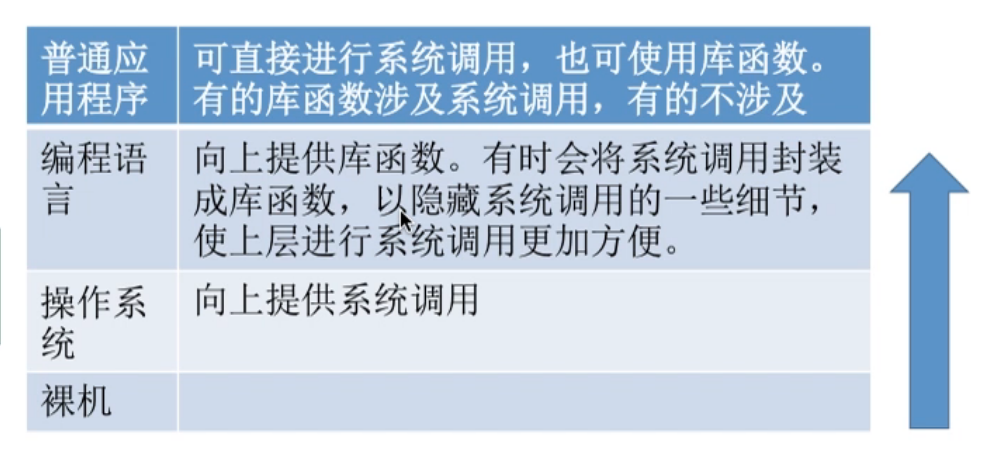 普通应
用程序
可直接进行系统调用，也可使用库函数。
有的库函数涉及系统调用，有的不涉及
编程语
言
向上提供库函数。有时会将系统调用封装
成库函数，以隐藏系统调用的一些细节，
使上层进行系统调用更加方便。
操作系
统
向上提供系统调用
裸机